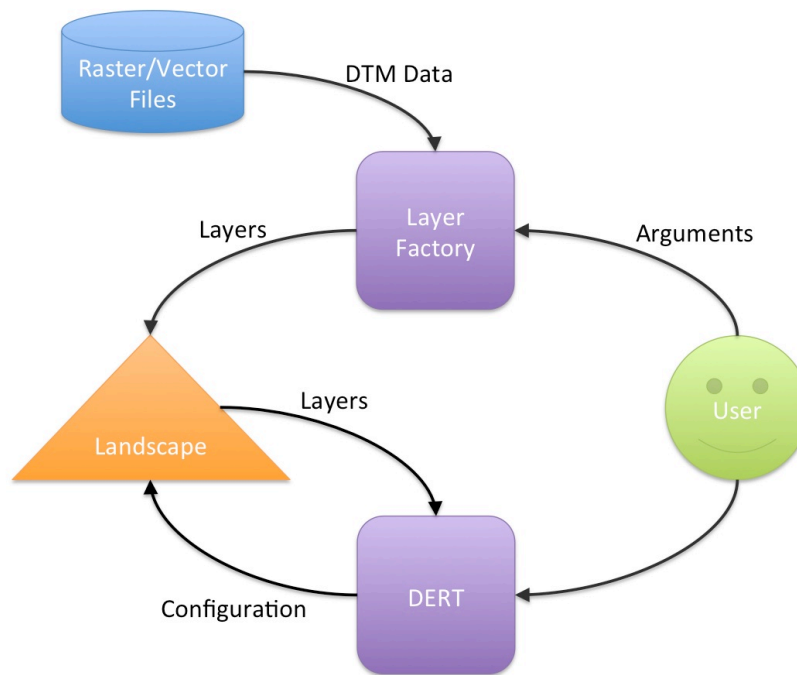 Raster/Vector
Files
DTM Data
Layer
Factory
Layers
Arguments
Landscape
Layers
User
Configuration
DERT